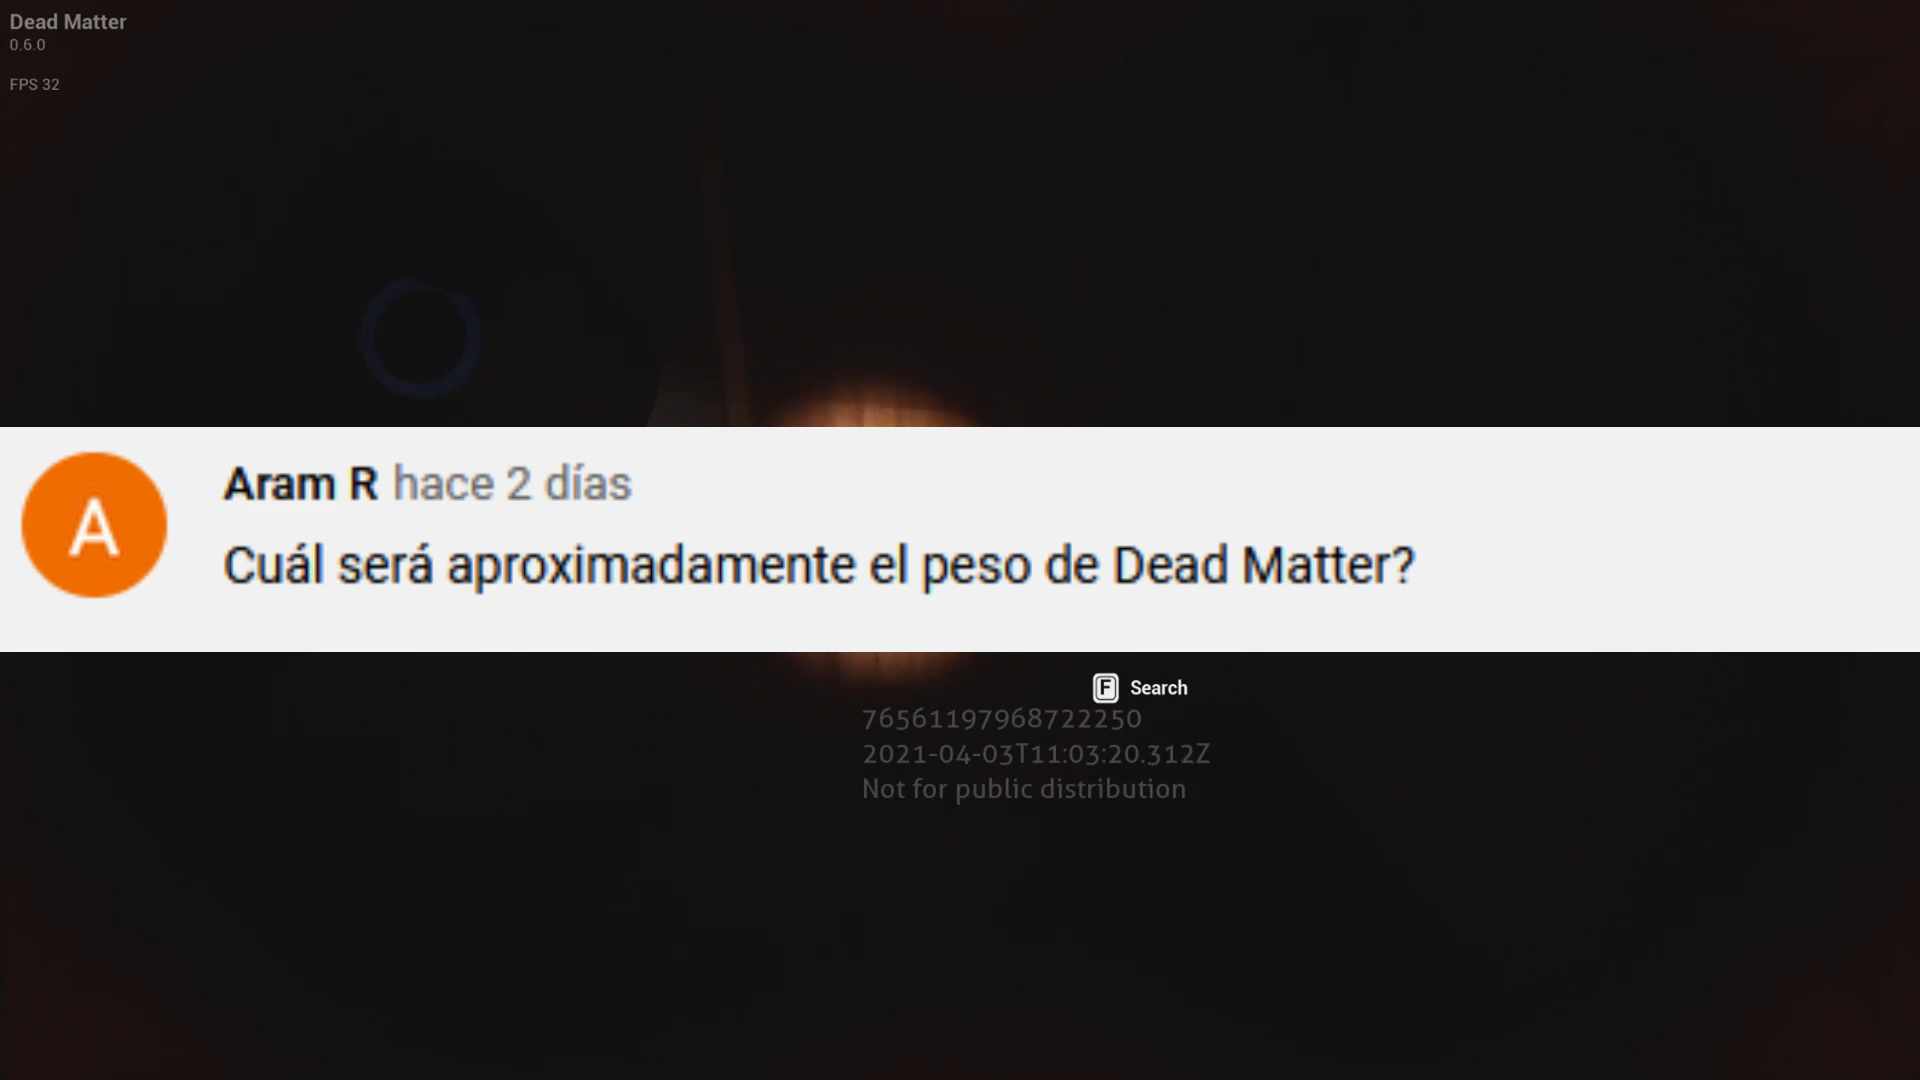 Dead Matter
0.6.0
FPS 32
A
Aram R hace 2 días
Cuál será aproximadamente el peso de Dead Matter?
F Search
76561197968722250
2021-04-03T11:03:20.312Z
Not for public distribution